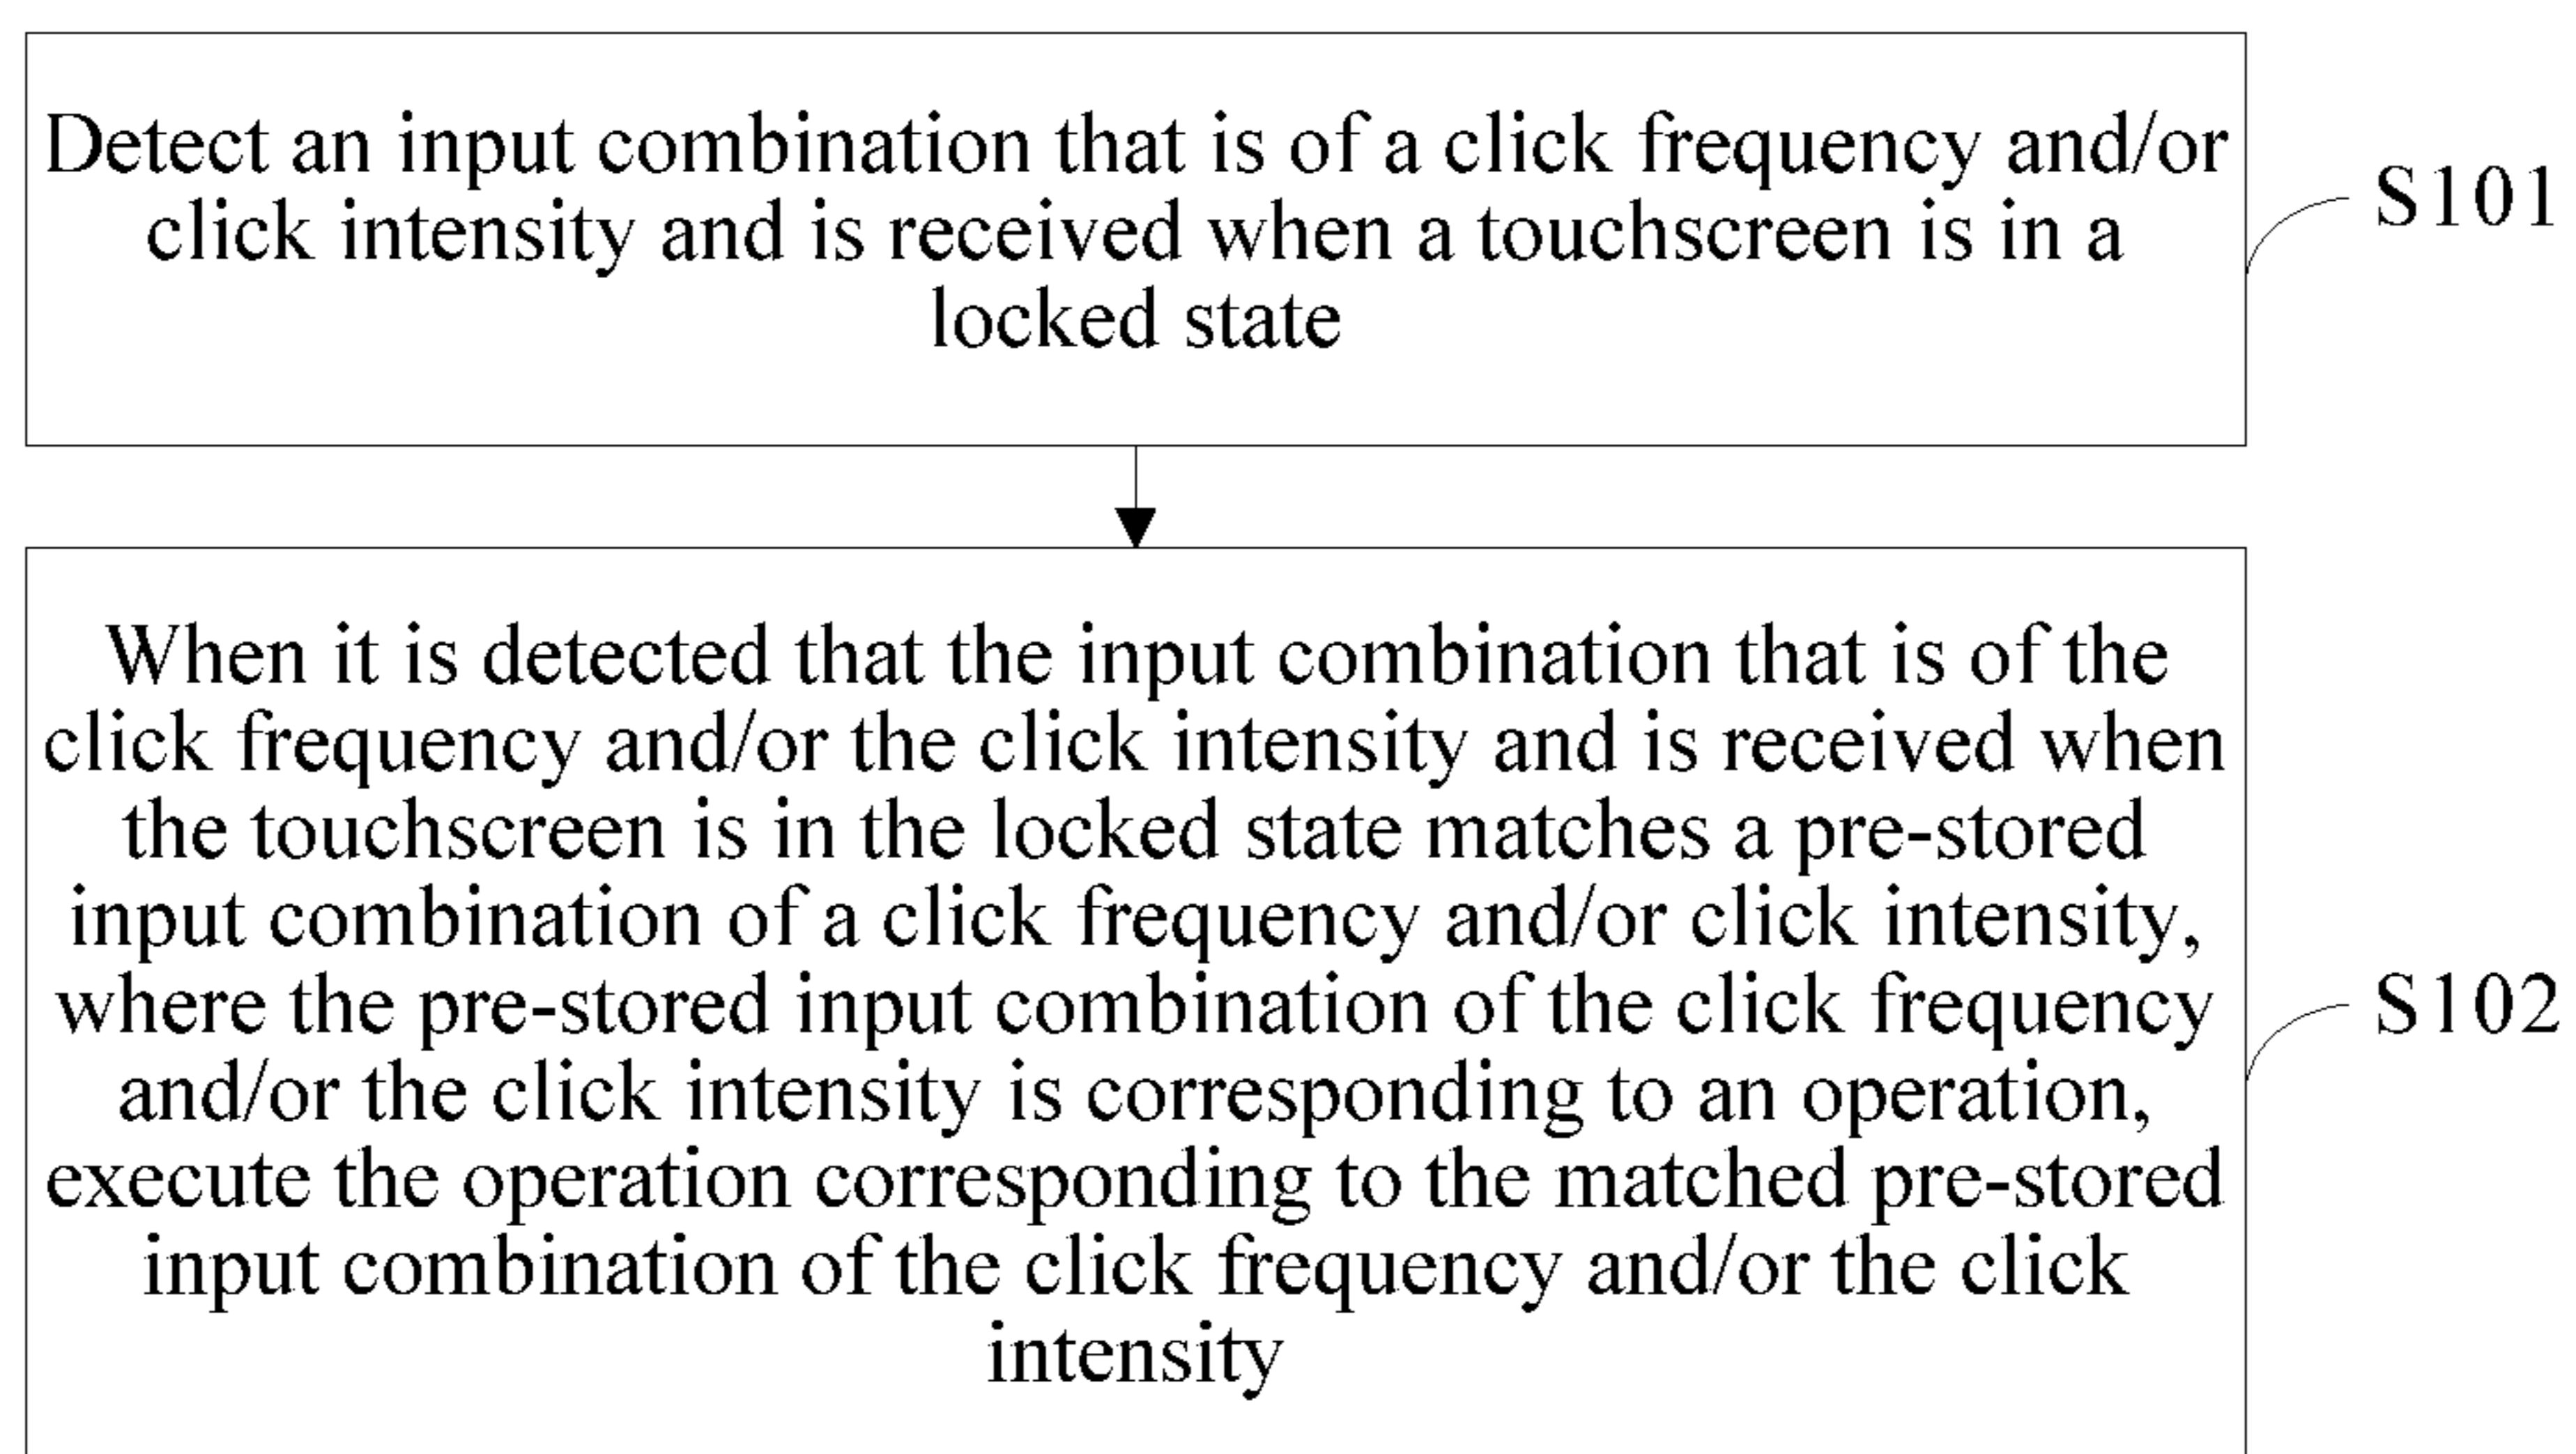 Detect an input combination that is of a click frequency and/or
click intensity and is received when a touchscreen is in a
locked state
S101
When it is detected that the input combination that is of the
click frequency and/or the click intensity and is received when
the touchscreen is in the locked state matches a pre-stored
input combination of a click frequency and/or click intensity,
where the pre-stored input combination of the click frequency
and/or the click intensity is corresponding to an operation,
execute the operation corresponding to the matched pre-stored
input combination of the click frequency and/or the click
intensity
S102